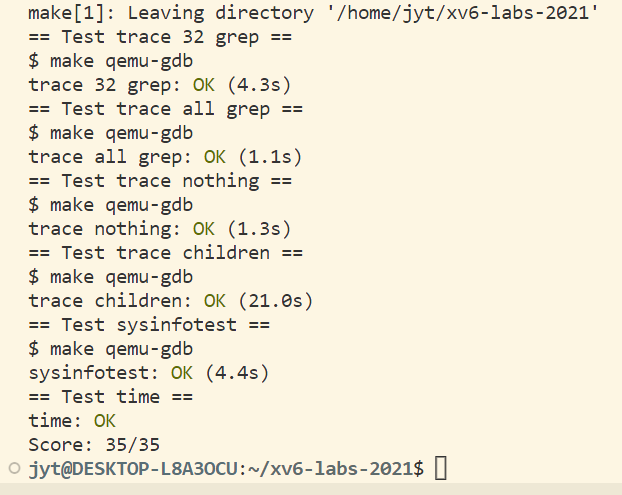 make[1]: Leaving directory '/home/jyt/xv6-labs-2021'
== Test trace 32 grep ==
$ make qemu-gdb
trace 32 grep: OK (4.3s)
== Test trace all grep ==
$ make qemu-gdb
trace all grep: OK (1.1s)
== Test trace nothing ==
$ make qemu-gdb
trace nothing: OK (1.3s)
== Test trace children ==
$ make qemu-gdb
trace children: OK (21.0s)
== Test sysinfotest ==
$ make qemu-gdb
sysinfotest: OK (4.4s)
== Test time ==
time: OK
Score: 35/35
jyt@DESKTOP-L8A3OCU:~/xv6-labs-2021$